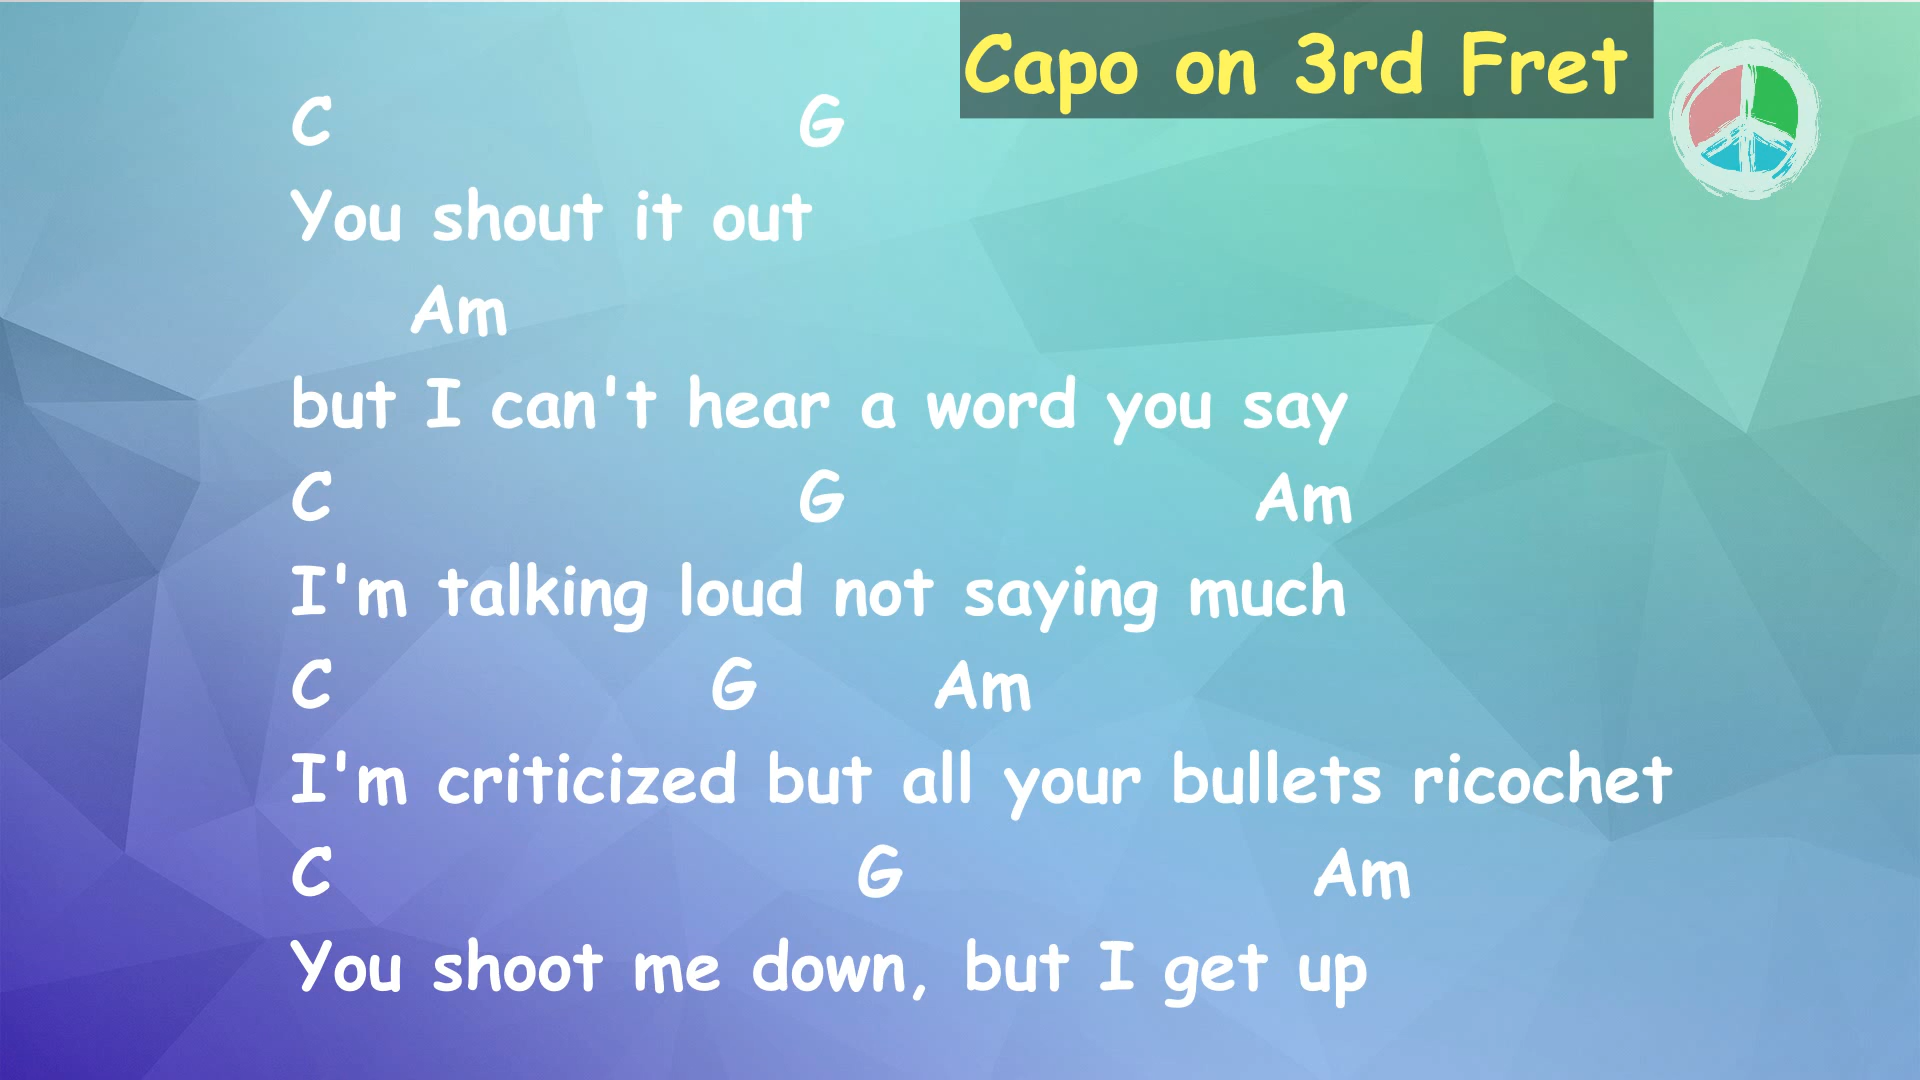 Capo on 3rd Fret
C G
You shout it out
Am
but I can't hear a word you say
C G Am
I'm talking loud not saying much
C G Am
I'm criticized but all your bullets ricochet
C G Am
You shoot me down, but I get up